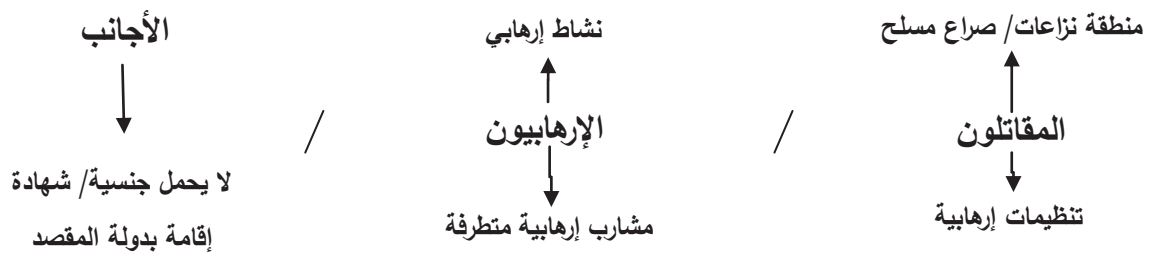 منطقة نزاعات/ صراع مسلح
نشاط إرهابي
الأجانب
المقاتلون
/
الإرهابيون
/
تنظيمات إرهابية
مشارب إرهابية متطرفة
لا يحمل جنسية/ شهادة
إقامة بدولة المقصد